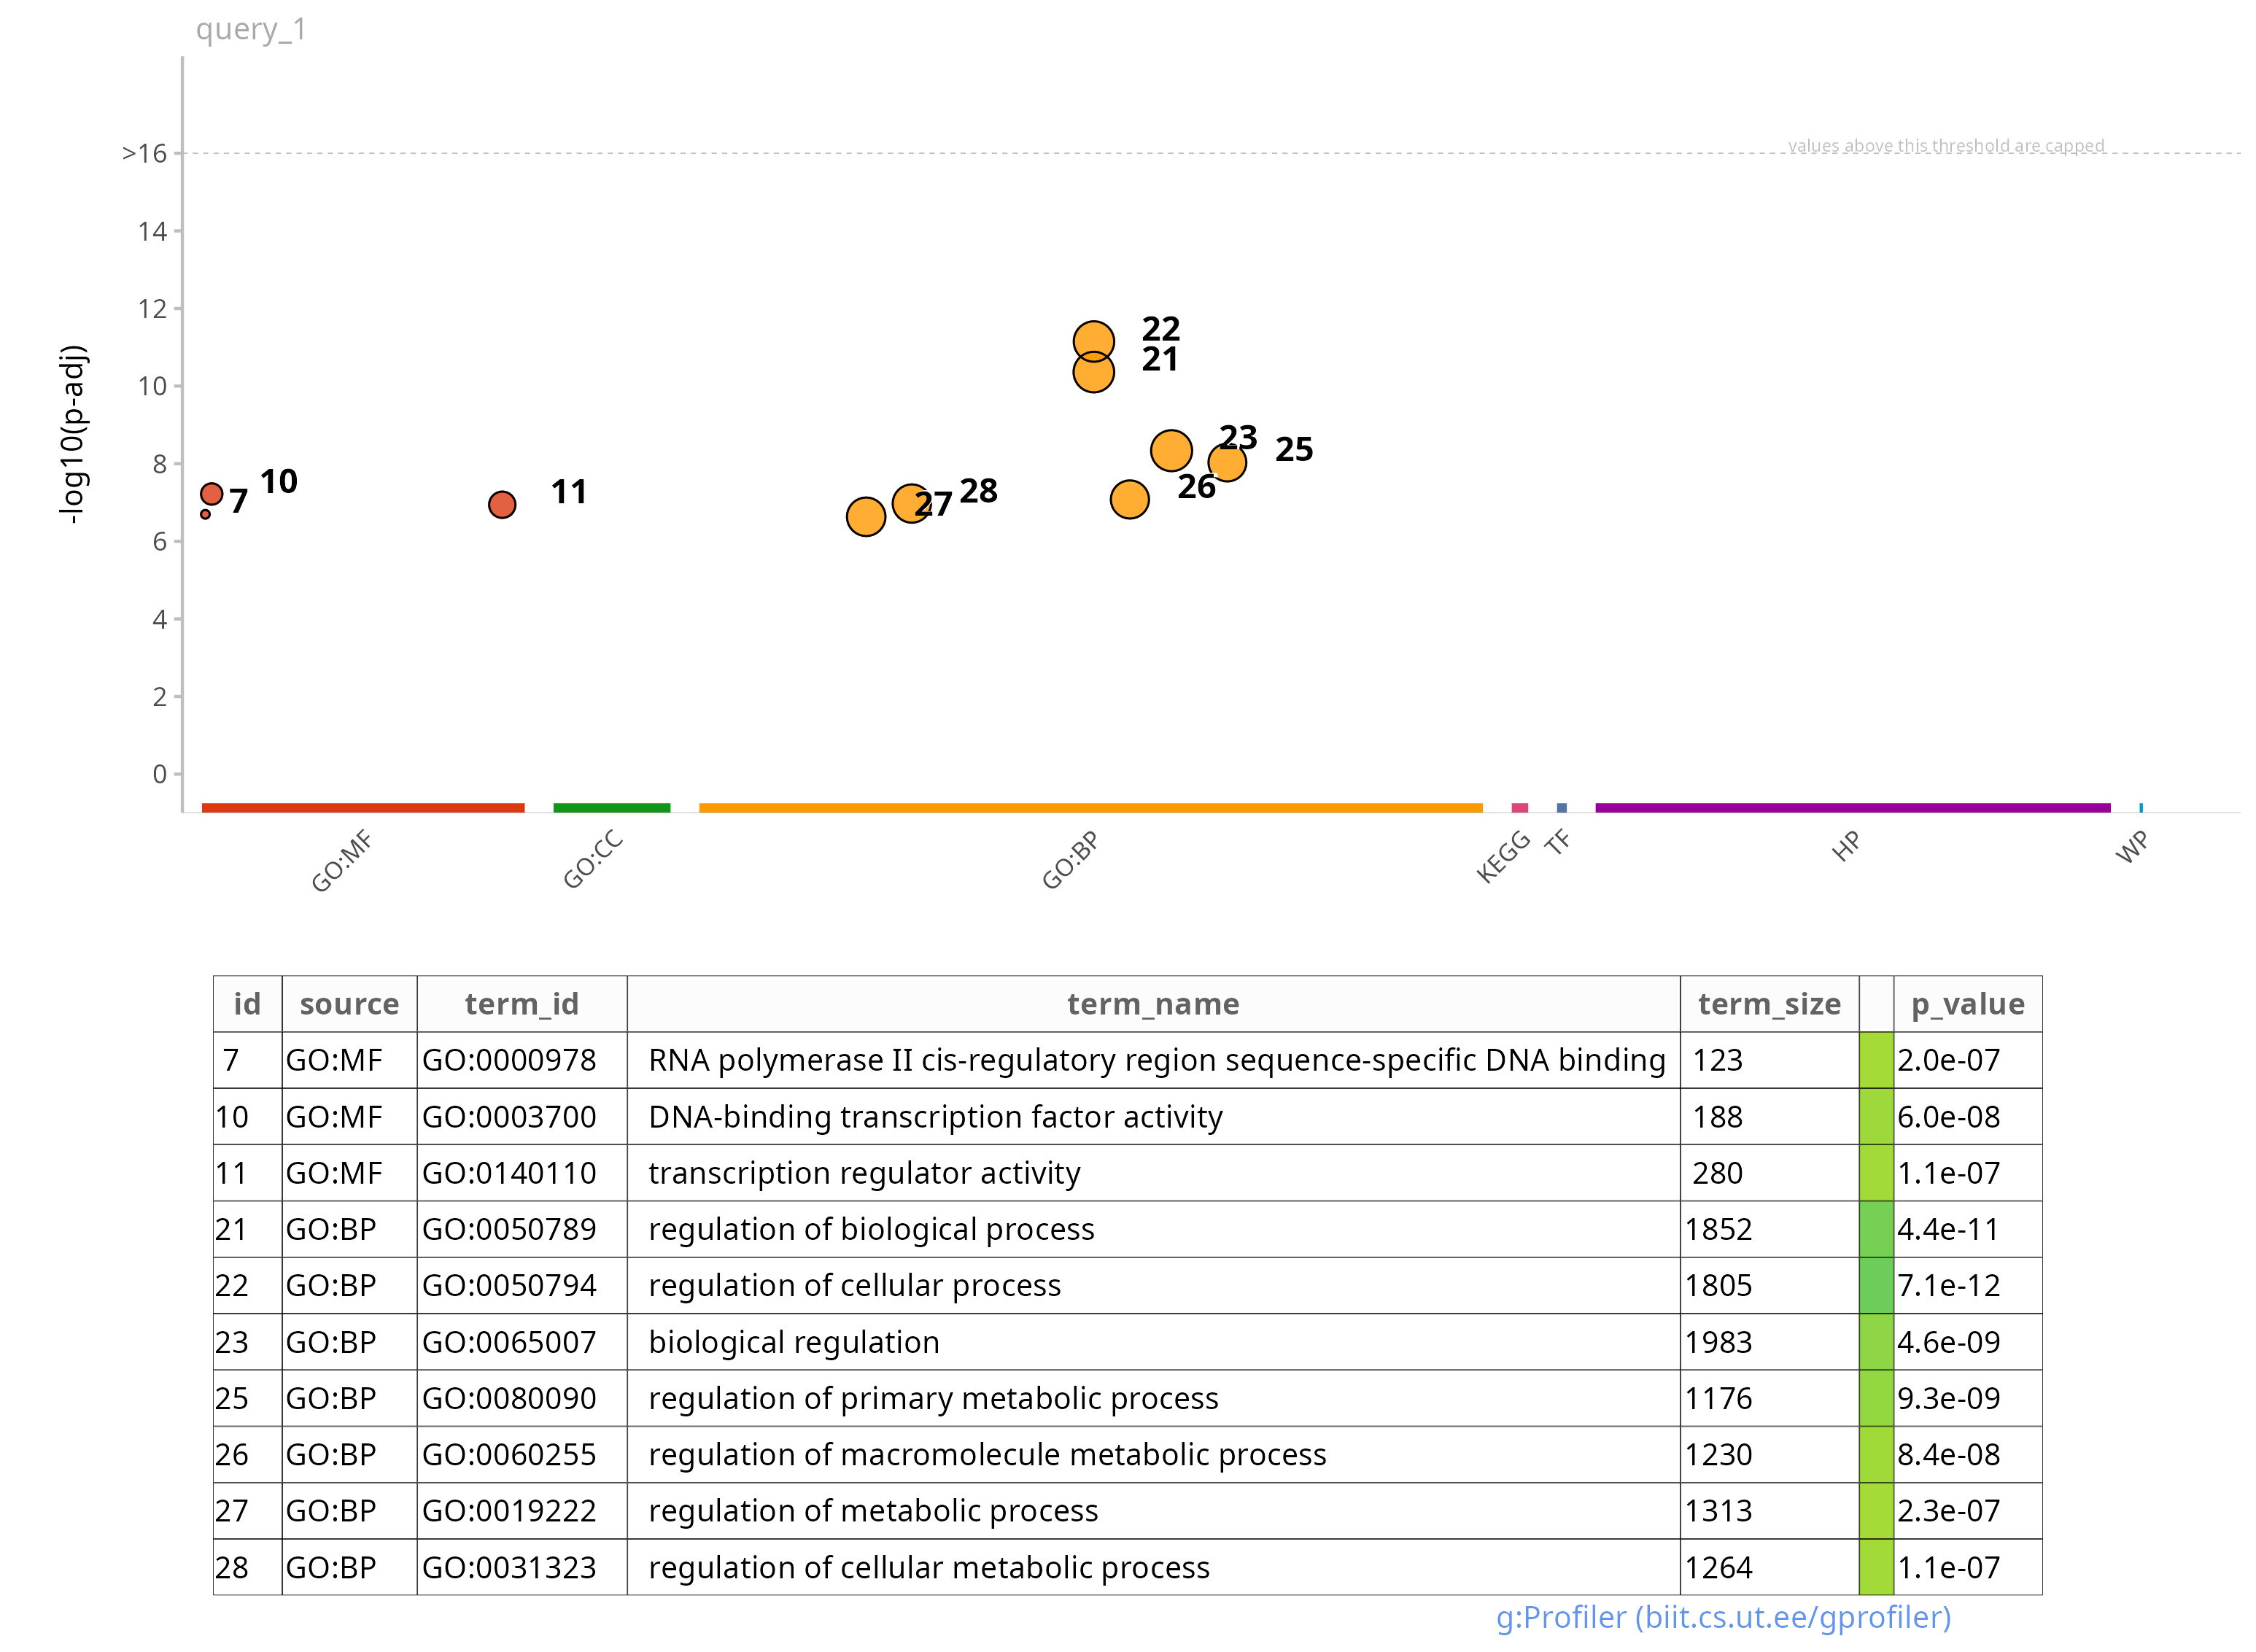 query_1
-log10(p-adj)
>16
14
12
10
8
6
4
2
0
values above this threshold are capped
22
21
23
25
10
7
11
28
27
26
GO:MF
GO:CC
GO:BP
KEGG
TF
HP
WP
id source term_id term_name term_size p_value
7 GO:MF GO:0000978 RNA polymerase II cis-regulatory region sequence-specific DNA binding 123 2.0e-07
10 GO:MF GO:0003700 DNA-binding transcription factor activity 188 6.0e-08
11 GO:MF GO:0140110 transcription regulator activity 280 1.1e-07
21 GO:BP GO:0050789 regulation of biological process 1852 4.4e-11
22 GO:BP GO:0050794 regulation of cellular process 1805 7.1e-12
23 GO:BP GO:0065007 biological regulation 1983 4.6e-09
25 GO:BP GO:0080090 regulation of primary metabolic process 1176 9.3e-09
26 GO:BP GO:0060255 regulation of macromolecule metabolic process 1230 8.4e-08
27 GO:BP GO:0019222 regulation of metabolic process 1313 2.3e-07
28 GO:BP GO:0031323 regulation of cellular metabolic process 1264 1.1e-07
g:Profiler (biit.cs.ut.ee/gprofiler)